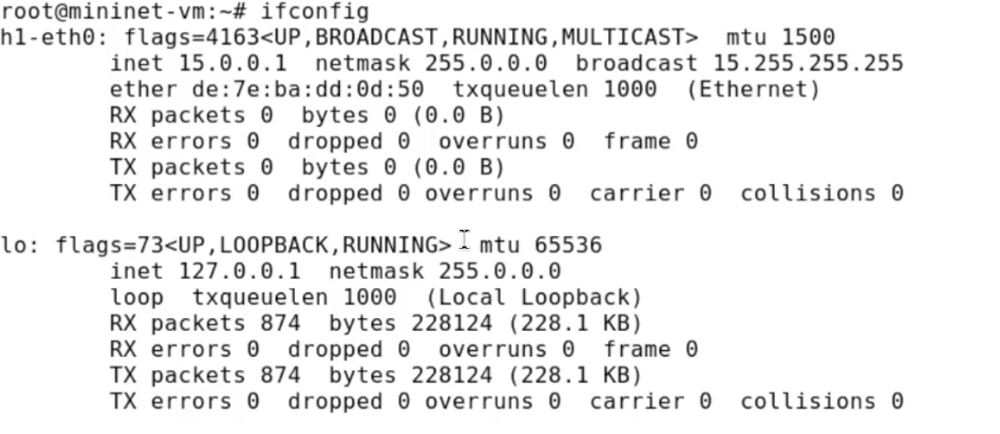 root@mininet-vm:~# ifconfig
h1-eth0: flags=4163<UP,BROADCAST,RUNNING,MULTICAST>  mtu 1500
        inet 15.0.0.1  netmask 255.0.0.0  broadcast 15.255.255.255
        ether de:7e:ba:dd:0d:50  txqueuelen 1000  (Ethernet)
        RX packets 0  bytes 0 (0.0 B)
        RX errors 0  dropped 0  overruns 0  frame 0
        TX packets 0  bytes 0 (0.0 B)
        TX errors 0  dropped 0 overruns 0  carrier 0  collisions 0

lo: flags=73<UP,LOOPBACK,RUNNING>  mtu 65536
        inet 127.0.0.1  netmask 255.0.0.0
        loop  txqueuelen 1000  (Local Loopback)
        RX packets 874  bytes 228124 (228.1 KB)
        RX errors 0  dropped 0  overruns 0  frame 0
        TX packets 874  bytes 228124 (228.1 KB)
        TX errors 0  dropped 0 overruns 0  carrier 0  collisions 0